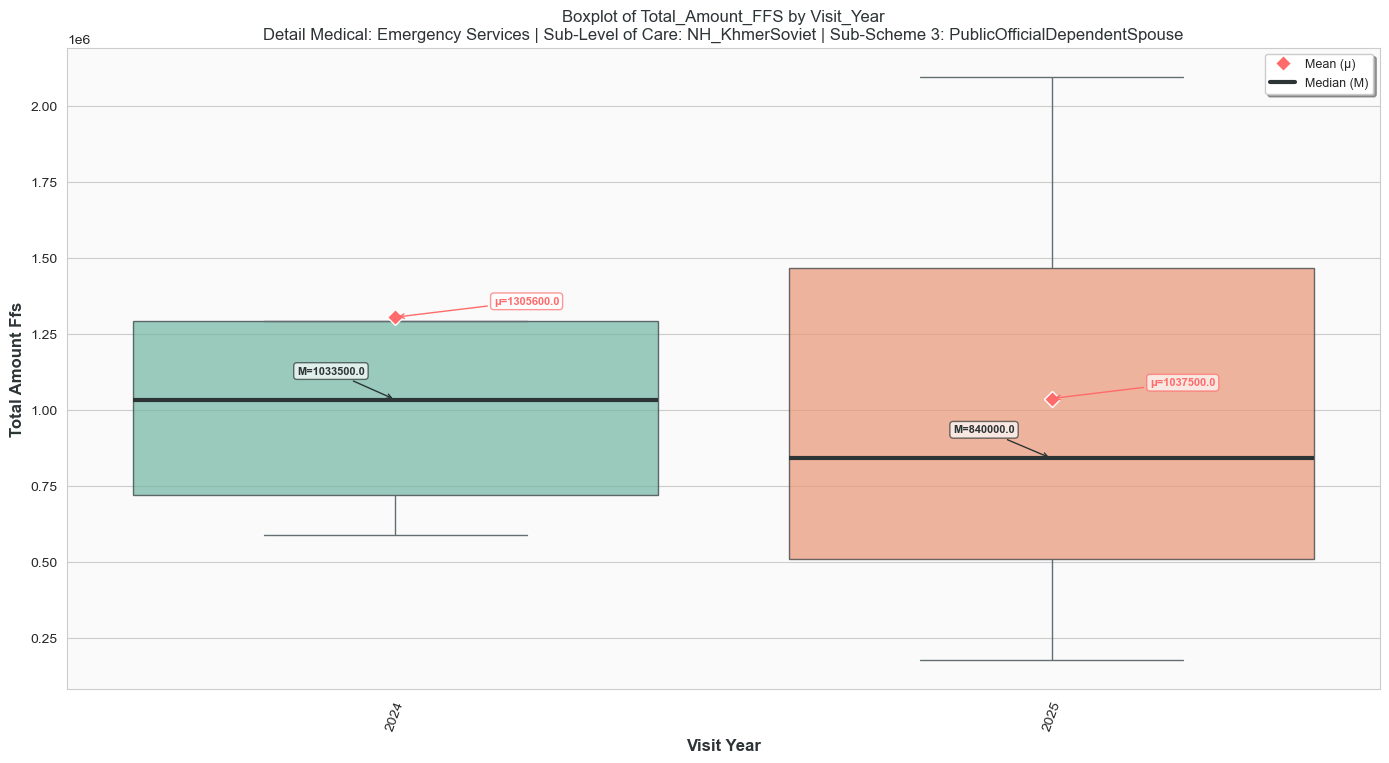 Boxplot of Total_Amount_FFS by Visit_Year
Detail Medical: Emergency Services | Sub-Level of Care: NH_KhmerSoviet | Sub-Scheme 3: PublicOfficialDependentSpouse
1e6
Mean (μ)
Median (M)
2.00
1.75
1.50
1.25
1.00
0.75
0.50
0.25
Total Amount Ffs
μ=1305600.0
M=1033500.0
μ=1037500.0
M=840000.0
2024
2025
Visit Year